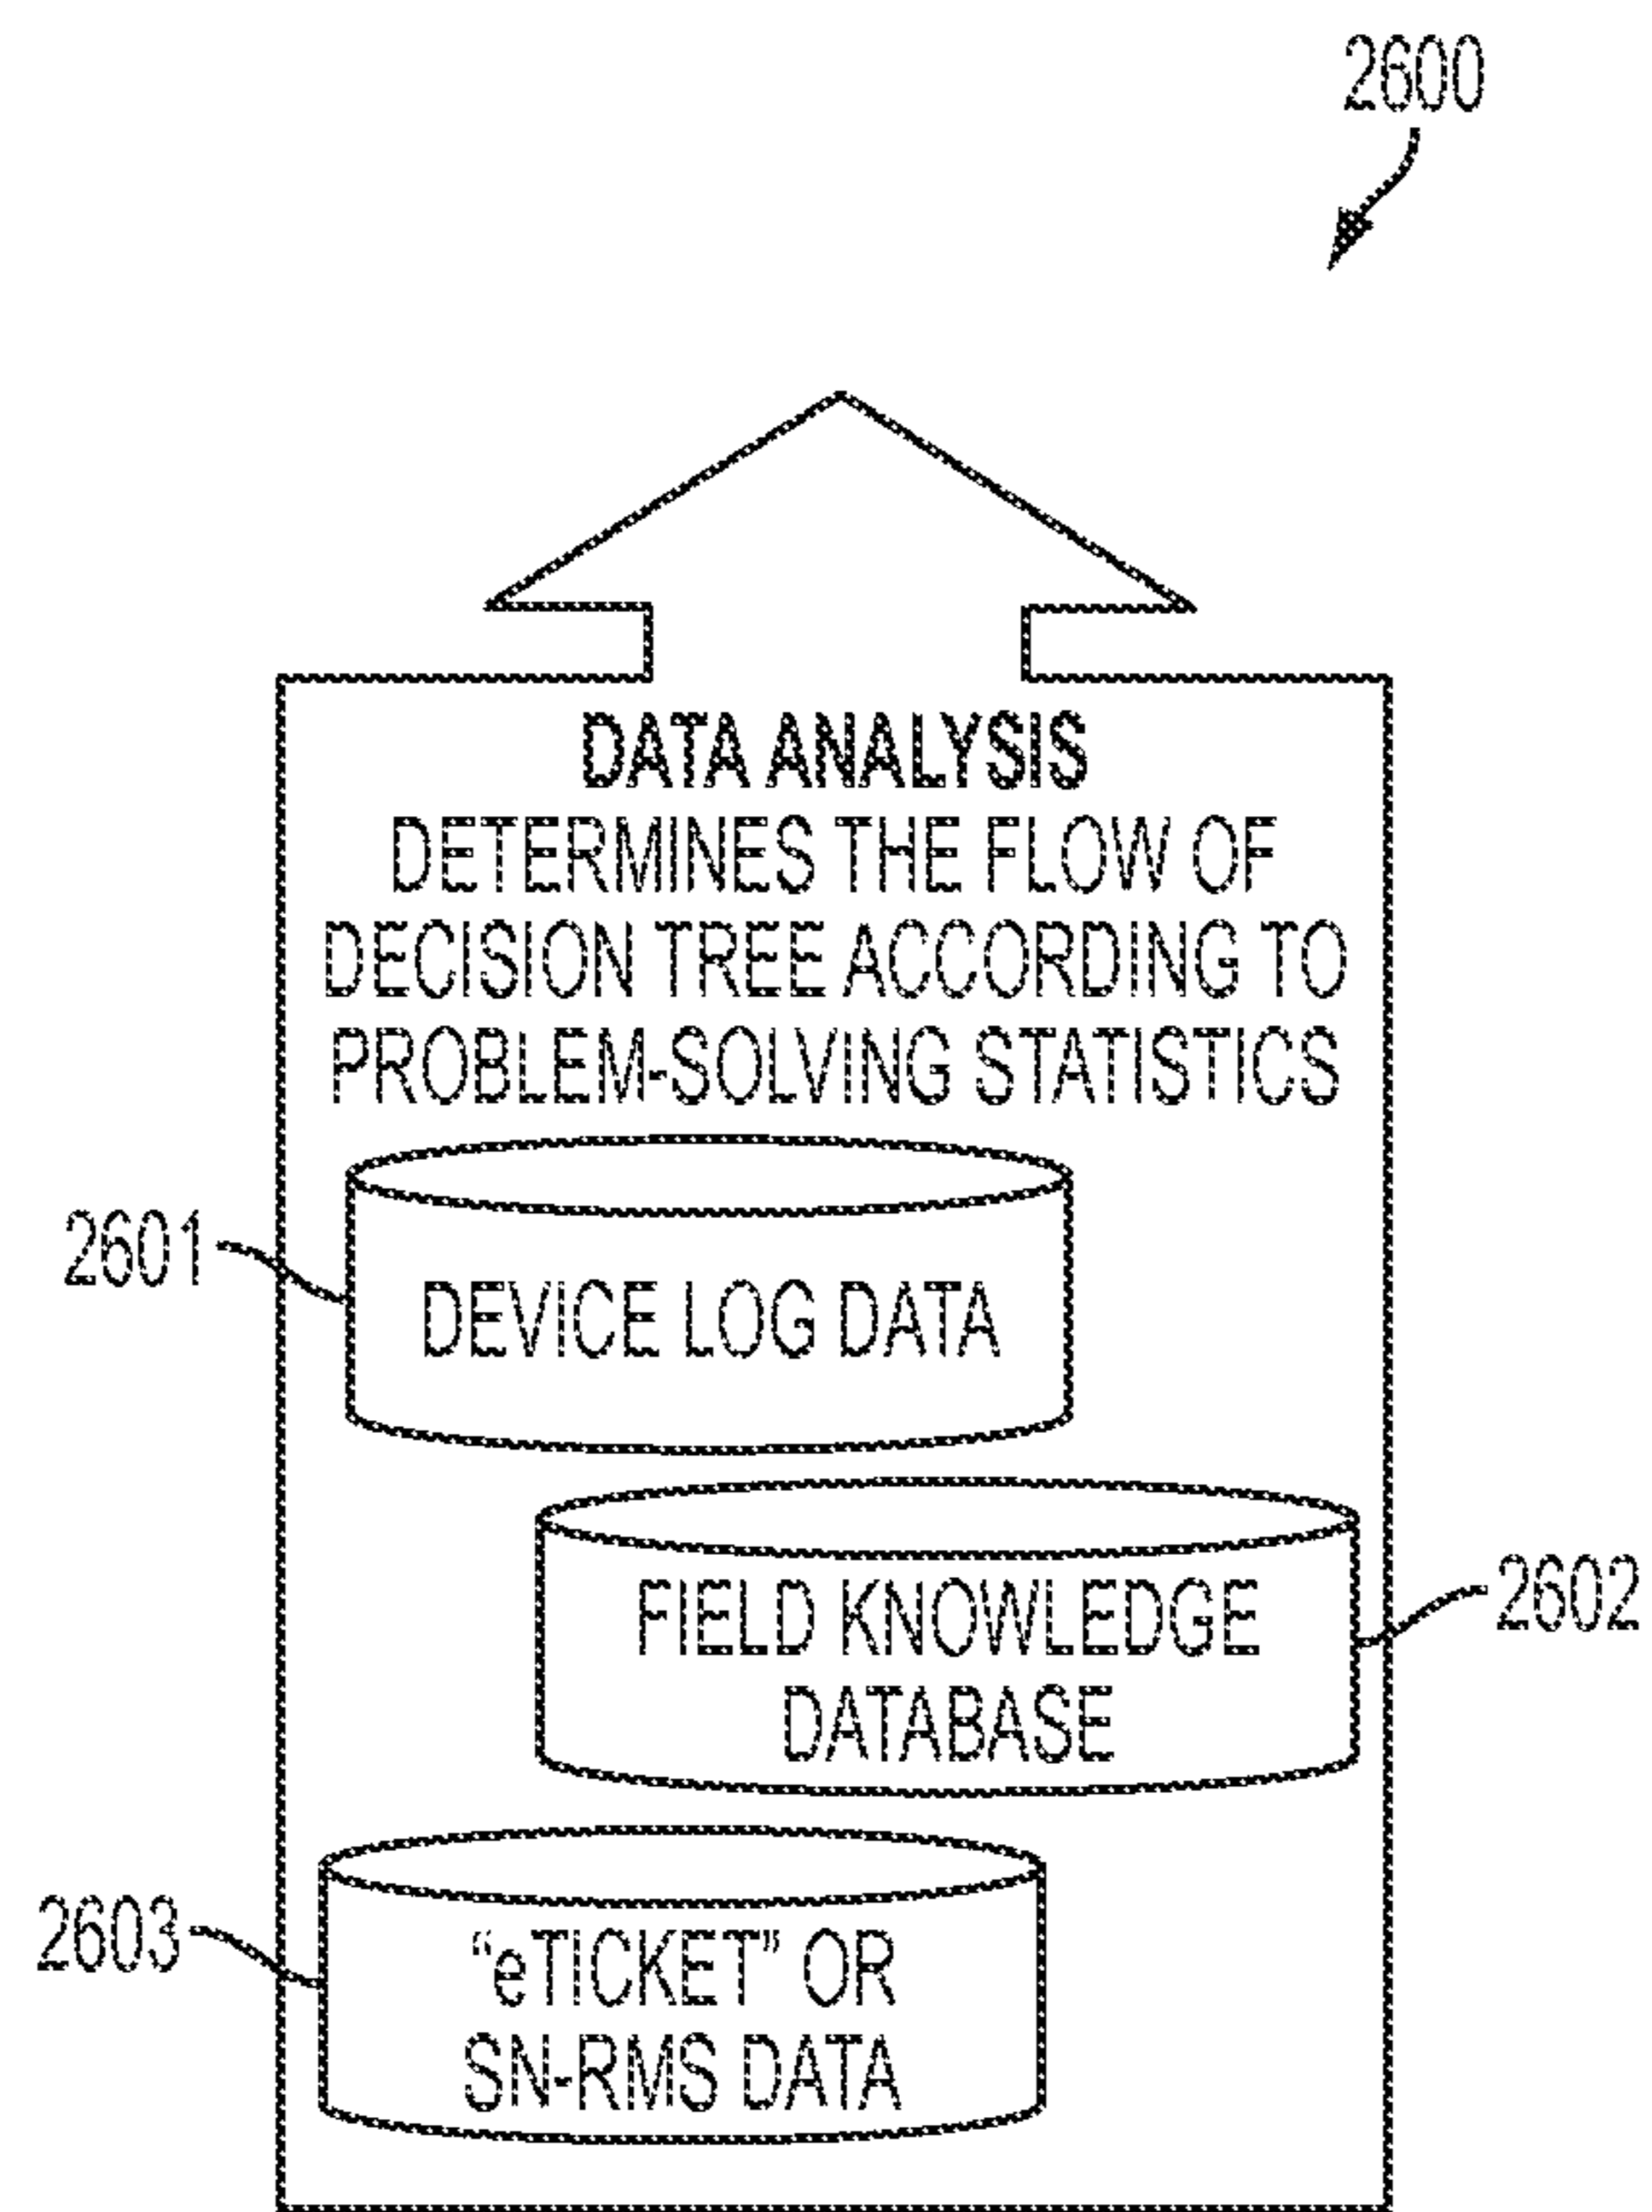 2600
DATA ANALYSIS
DETERMINES THE FLOW OF
DECISION TREE ACCORDING TO
PROBLEM-SOLVING STATISTICS
2601
DEVICE LOG DATA
FIELD KNOWLEDGE
DATABASE
2602
2603
“eTICKET” OR
SN-RMS DATA